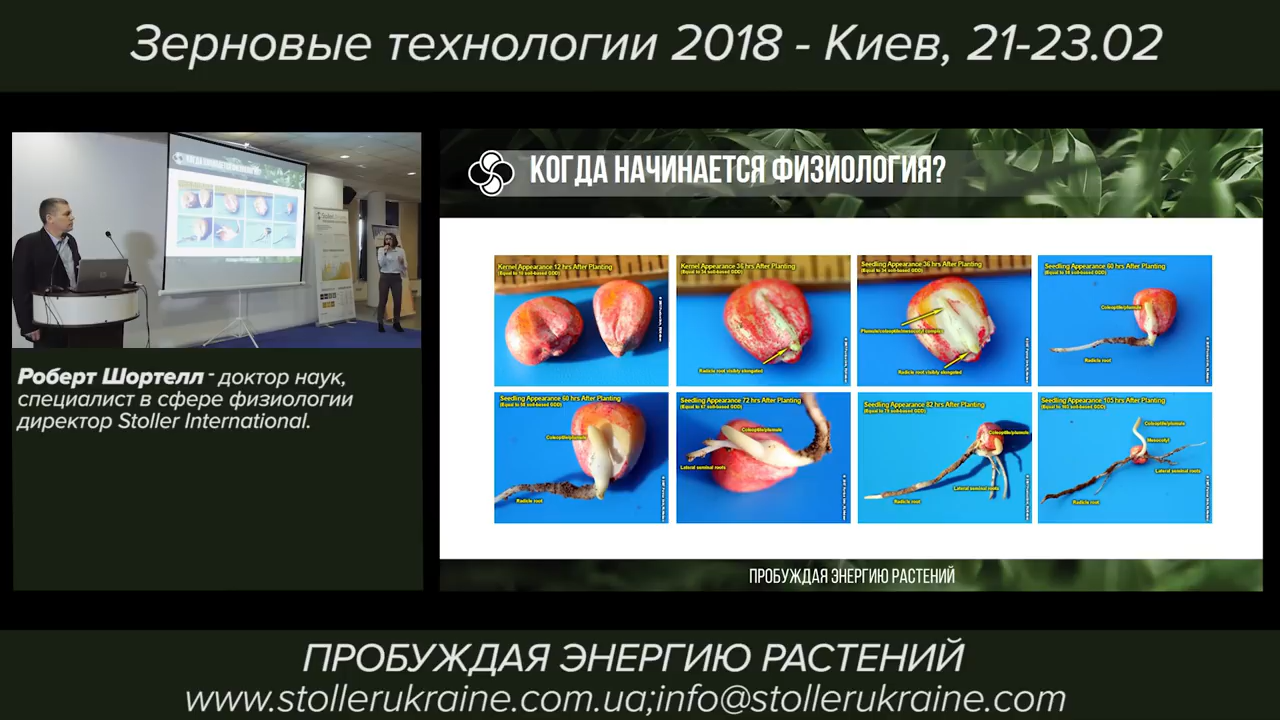 Зерновые технологии 2018 - Киев, 21-23.02
КОГДА НАЧИНАЕТСЯ ФИЗИОЛОГИЯ?
Kernel Appearance 12 hrs After Planting
Kernel Appearance 36 hrs After Planting
Radicle root visibly elongated
Seedling Appearance 36 hrs After Planting
Radicle root visibly elongated
Seedling Appearance 60 hrs After Planting
Coleoptile/plumule
Radicle root
Seedling Appearance 60 hrs After Planting
Coleoptile/plumule
Radicle root
Seedling Appearance 72 hrs After Planting
Coleoptile/plumule
Lateral seminal roots
Seedling Appearance 82 hrs After Planting
Coleoptile/plumule
Lateral seminal roots
Radicle root
Seedling Appearance 105 hrs After Planting
Coleoptile/plumule
Mesocotyl
Lateral seminal roots
Radicle root
ПРОБУЖДАЯ ЭНЕРГИЮ РАСТЕНИЙ
Роберт Шортелл - доктор наук,
специалист в сфере физиологии
директор Stoller International.
ПРОБУЖДАЯ ЭНЕРГИЮ РАСТЕНИЙ
www.stollerukraine.com.ua;info@stollerukraine.com